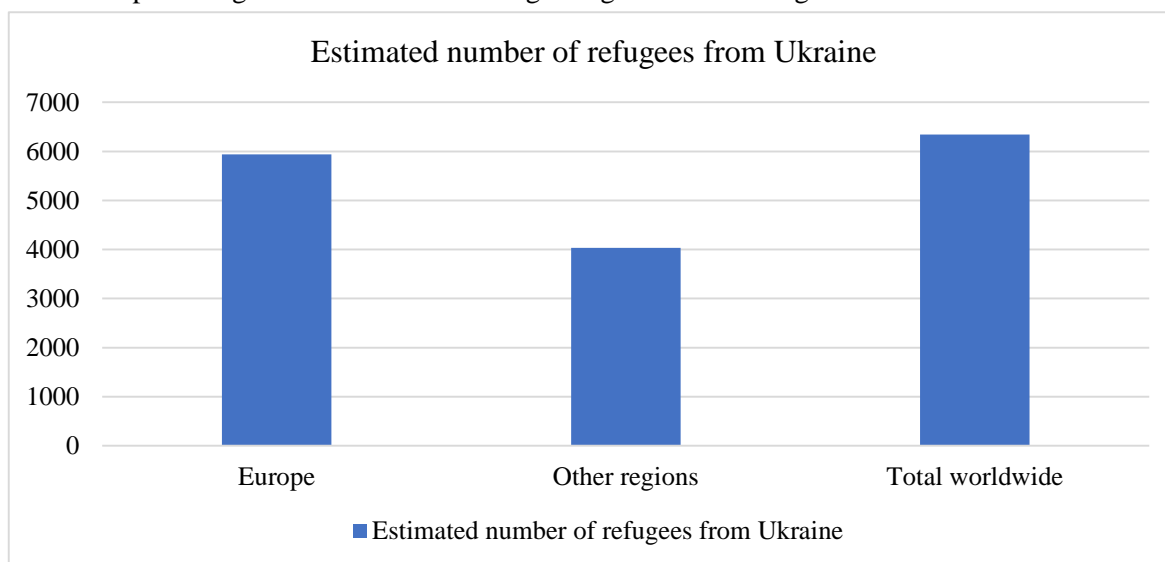 Estimated number of refugees from Ukraine
7000
6000
5000
4000
3000
2000
1000
0
Europe Other regions Total worldwide
Estimated number of refugees from Ukraine